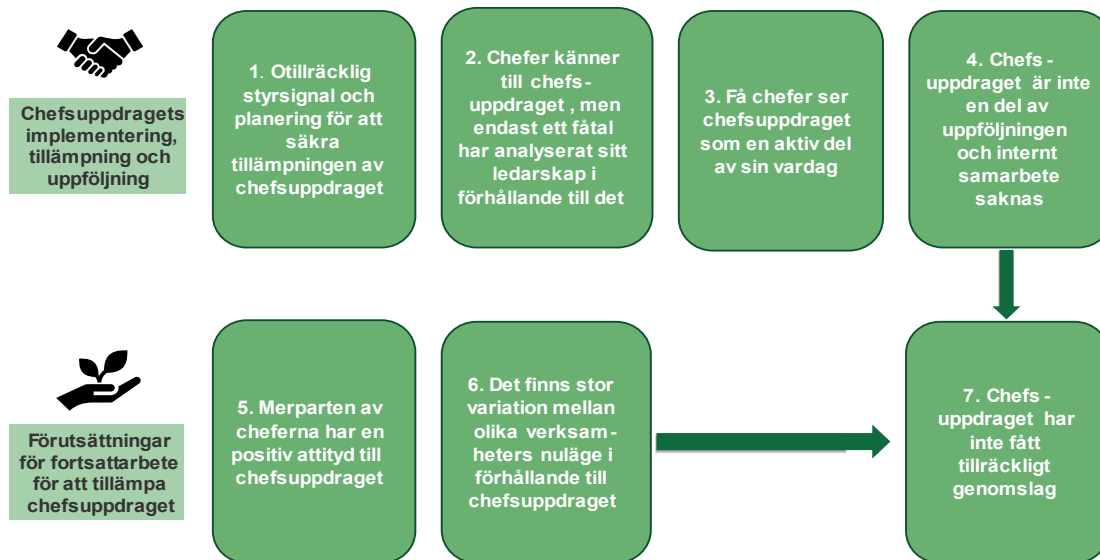 Chefsuppdragets
implementering,
tillämpning och
uppföljning
1. Otillräcklig
styrsignal och
planering för att
säkra
tillämpningen av
chefsuppdraget
2. Chefer känner
till chefs-
uppdraget , men
endast ett fåtal
har analyserat sitt
ledarskap i
förhållande till det
3. Få chefer ser
chefsuppdraget
som en aktiv del
av sin vardag
4. Chefs -
uppdraget är inte
en del av
uppföljningen
och internt
samarbete
saknas
Förutsättningar
för fortsattarbete
för att tillämpa
chefsuppdraget
5. Merparten av
cheferna har en
positiv attityd till
chefsuppdraget
6. Det finns stor
variation mellan
olika verksam-
heters nuläge i
förhållande till
chefsuppdraget
7. Chefs -
uppdraget har
inte fått
tillräckligt
genomslag